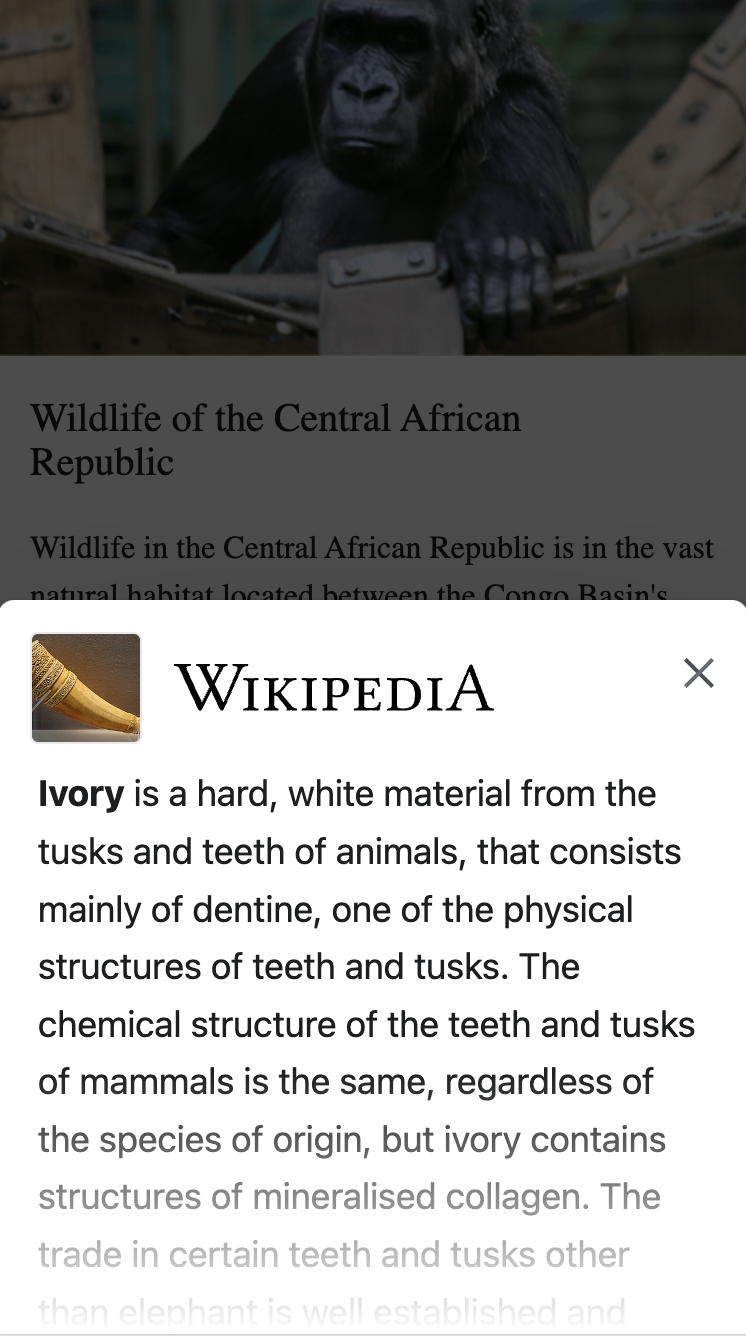 Wildlife of the Central African
Republic
Wildlife in the Central African Republic is in the vast
natural habitat located between the Congo Basin's
WIKIPEDIA
Ivory is a hard, white material from the
tusks and teeth of animals, that consists
mainly of dentine, one of the physical
structures of teeth and tusks. The
chemical structure of the teeth and tusks
of mammals is the same, regardless of
the species of origin, but ivory contains
structures of mineralised collagen. The
trade in certain teeth and tusks other
than elephant is well established and